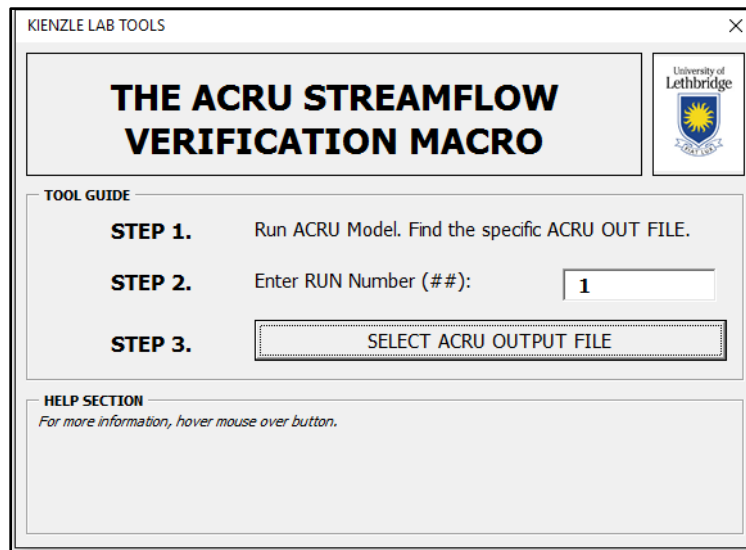 KIENZLE LAB TOOLS
THE ACRU STREAMFLOW
VERIFICATION MACRO
University of
Lethbridge
FIAT LUX
TOOL GUIDE
STEP 1. Run ACRU Model. Find the specific ACRU OUT FILE.
STEP 2. Enter RUN Number (##): 1
STEP 3. SELECT ACRU OUTPUT FILE
HELP SECTION
For more information, hover mouse over button.